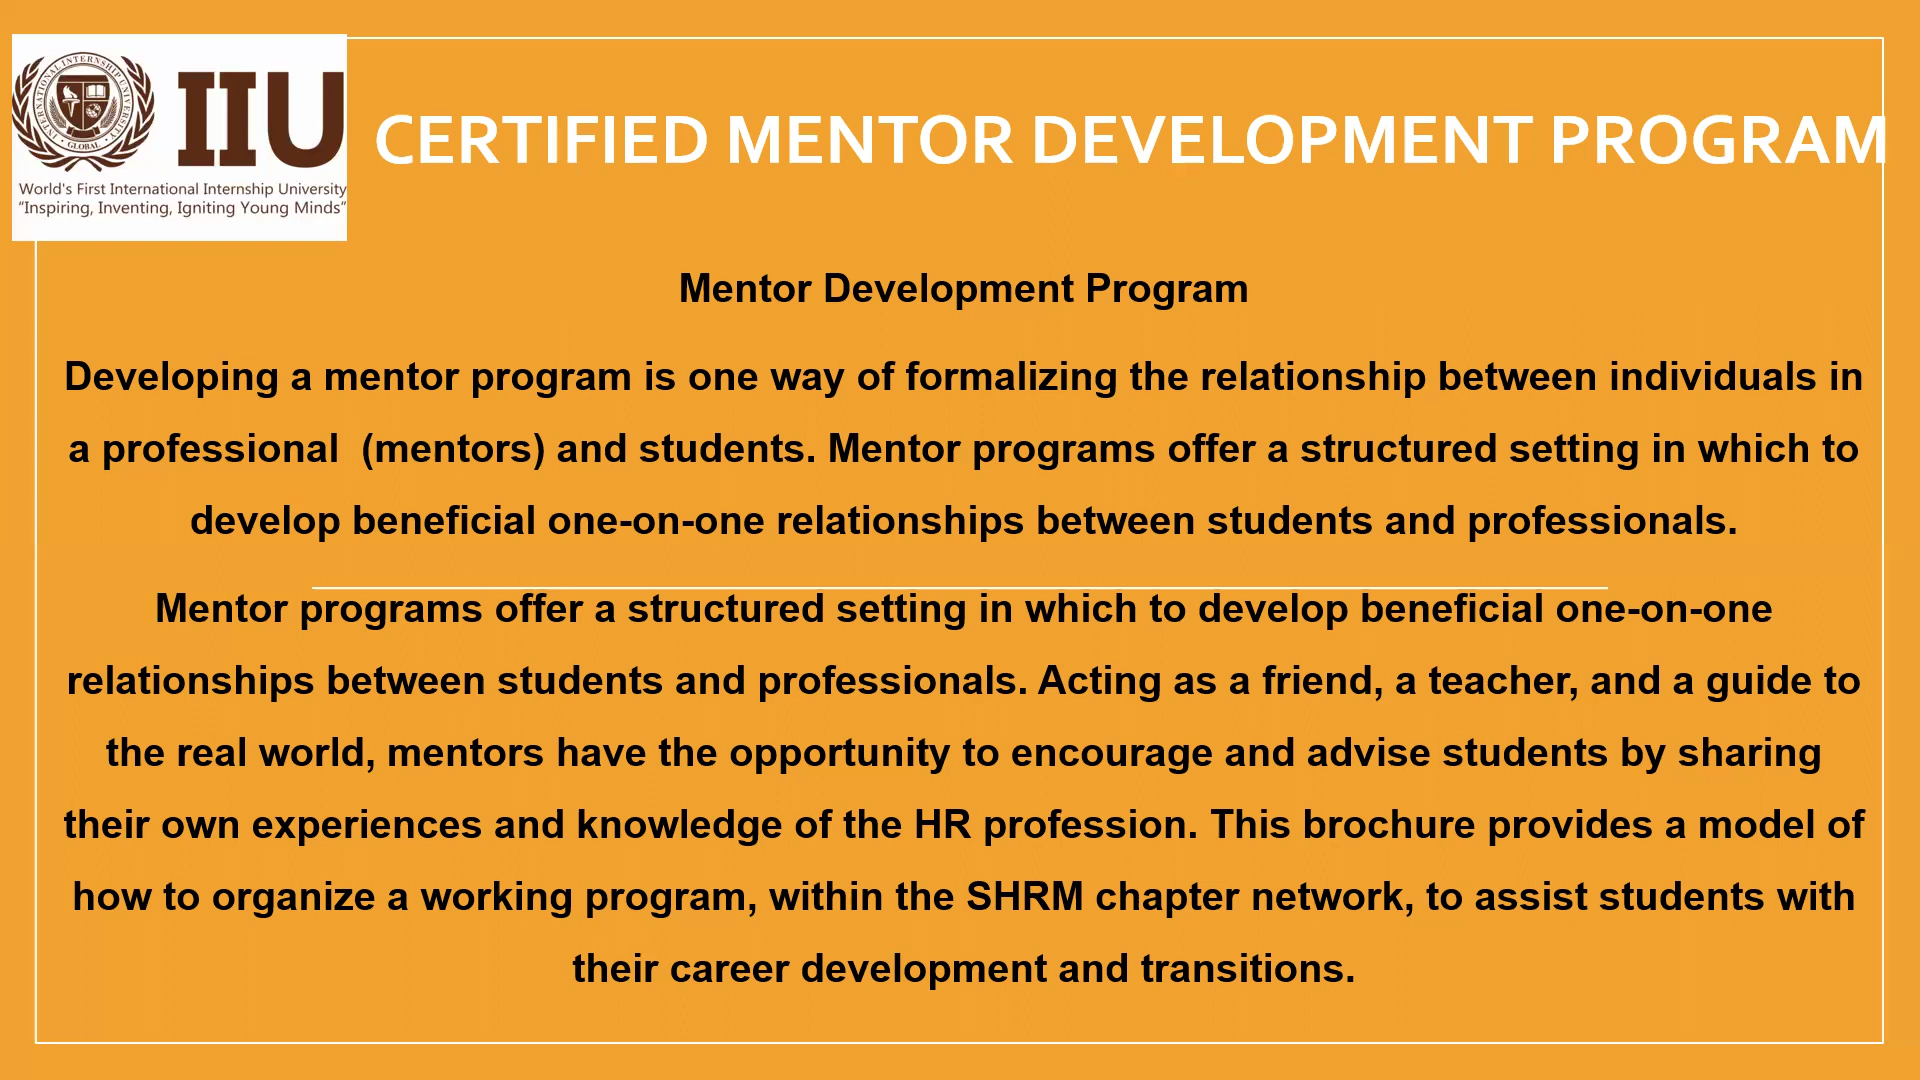 INTERNATIONAL INTERNSHIP UNIVERSITY
GLOBAL
IIU
World's First International Internship University
“Inspiring, Inventing, Igniting Young Minds”
CERTIFIED MENTOR DEVELOPMENT PROGRAM
Mentor Development Program
Developing a mentor program is one way of formalizing the relationship between individuals in
a professional  (mentors) and students. Mentor programs offer a structured setting in which to
develop beneficial one-on-one relationships between students and professionals.
Mentor programs offer a structured setting in which to develop beneficial one-on-one
relationships between students and professionals. Acting as a friend, a teacher, and a guide to
the real world, mentors have the opportunity to encourage and advise students by sharing
their own experiences and knowledge of the HR profession. This brochure provides a model of
how to organize a working program, within the SHRM chapter network, to assist students with
their career development and transitions.